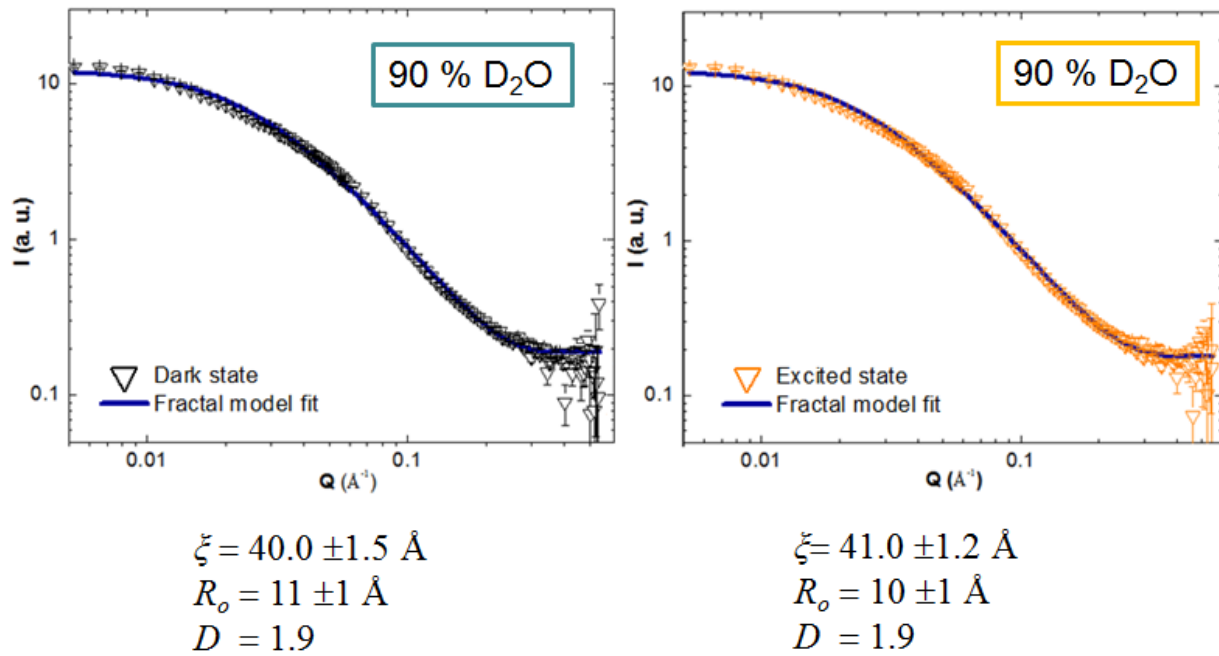 90 % D₂O
10
1
0.1
I (a. u.)
Dark state
Fractal model fit
0.01
0.1
Q (Å⁻¹)
ξ = 40.0 ±1.5 Å
Rₒ = 11 ±1 Å
D = 1.9
90 % D₂O
10
1
0.1
I (a. u.)
Excited state
Fractal model fit
0.01
0.1
Q (Å⁻¹)
ξ= 41.0 ±1.2 Å
Rₒ = 10 ±1 Å
D = 1.9